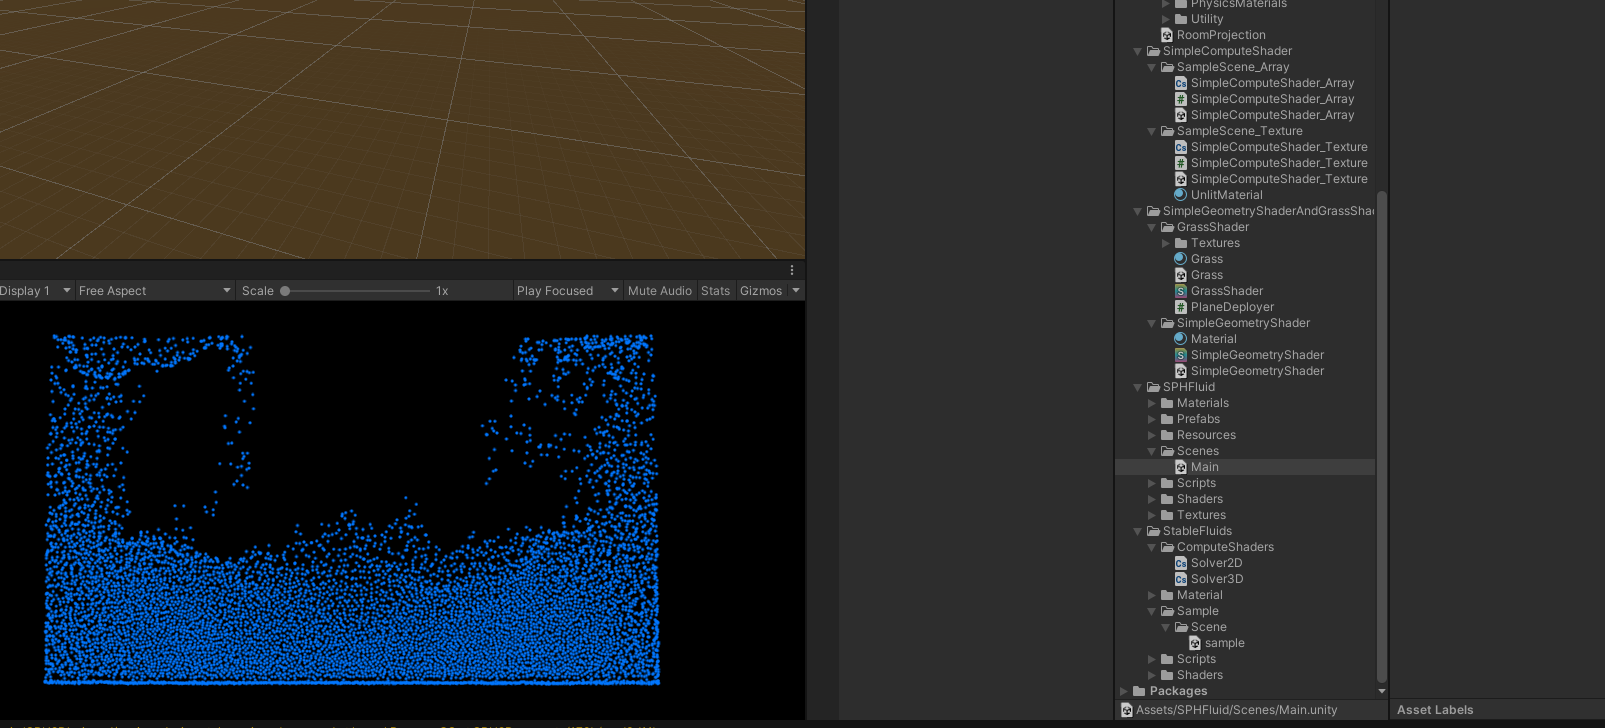 PhysicsMaterials
Utility
RoomProjection
SimpleComputeShader
SampleScene_Array
SimpleComputeShader_Array
SimpleComputeShader_Array
SimpleComputeShader_Array
SampleScene_Texture
SimpleComputeShader_Texture
SimpleComputeShader_Texture
SimpleComputeShader_Texture
UnlitMaterial
SimpleGeometryShaderAndGrassShad
GrassShader
Textures
Grass
Grass
GrassShader
PlaneDeployer
SimpleGeometryShader
Material
SimpleGeometryShader
SimpleGeometryShader
SPHFluid
Materials
Prefabs
Resources
Scenes
Main
Scripts
Shaders
Textures
StableFluids
ComputeShaders
Solver2D
Solver3D
Material
Sample
Scene
sample
Scripts
Shaders
Packages
Assets/SPHFluid/Scenes/Main.unity
Asset Labels
Display 1 Free Aspect Scale 1x Play Focused Mute Audio Stats Gizmos